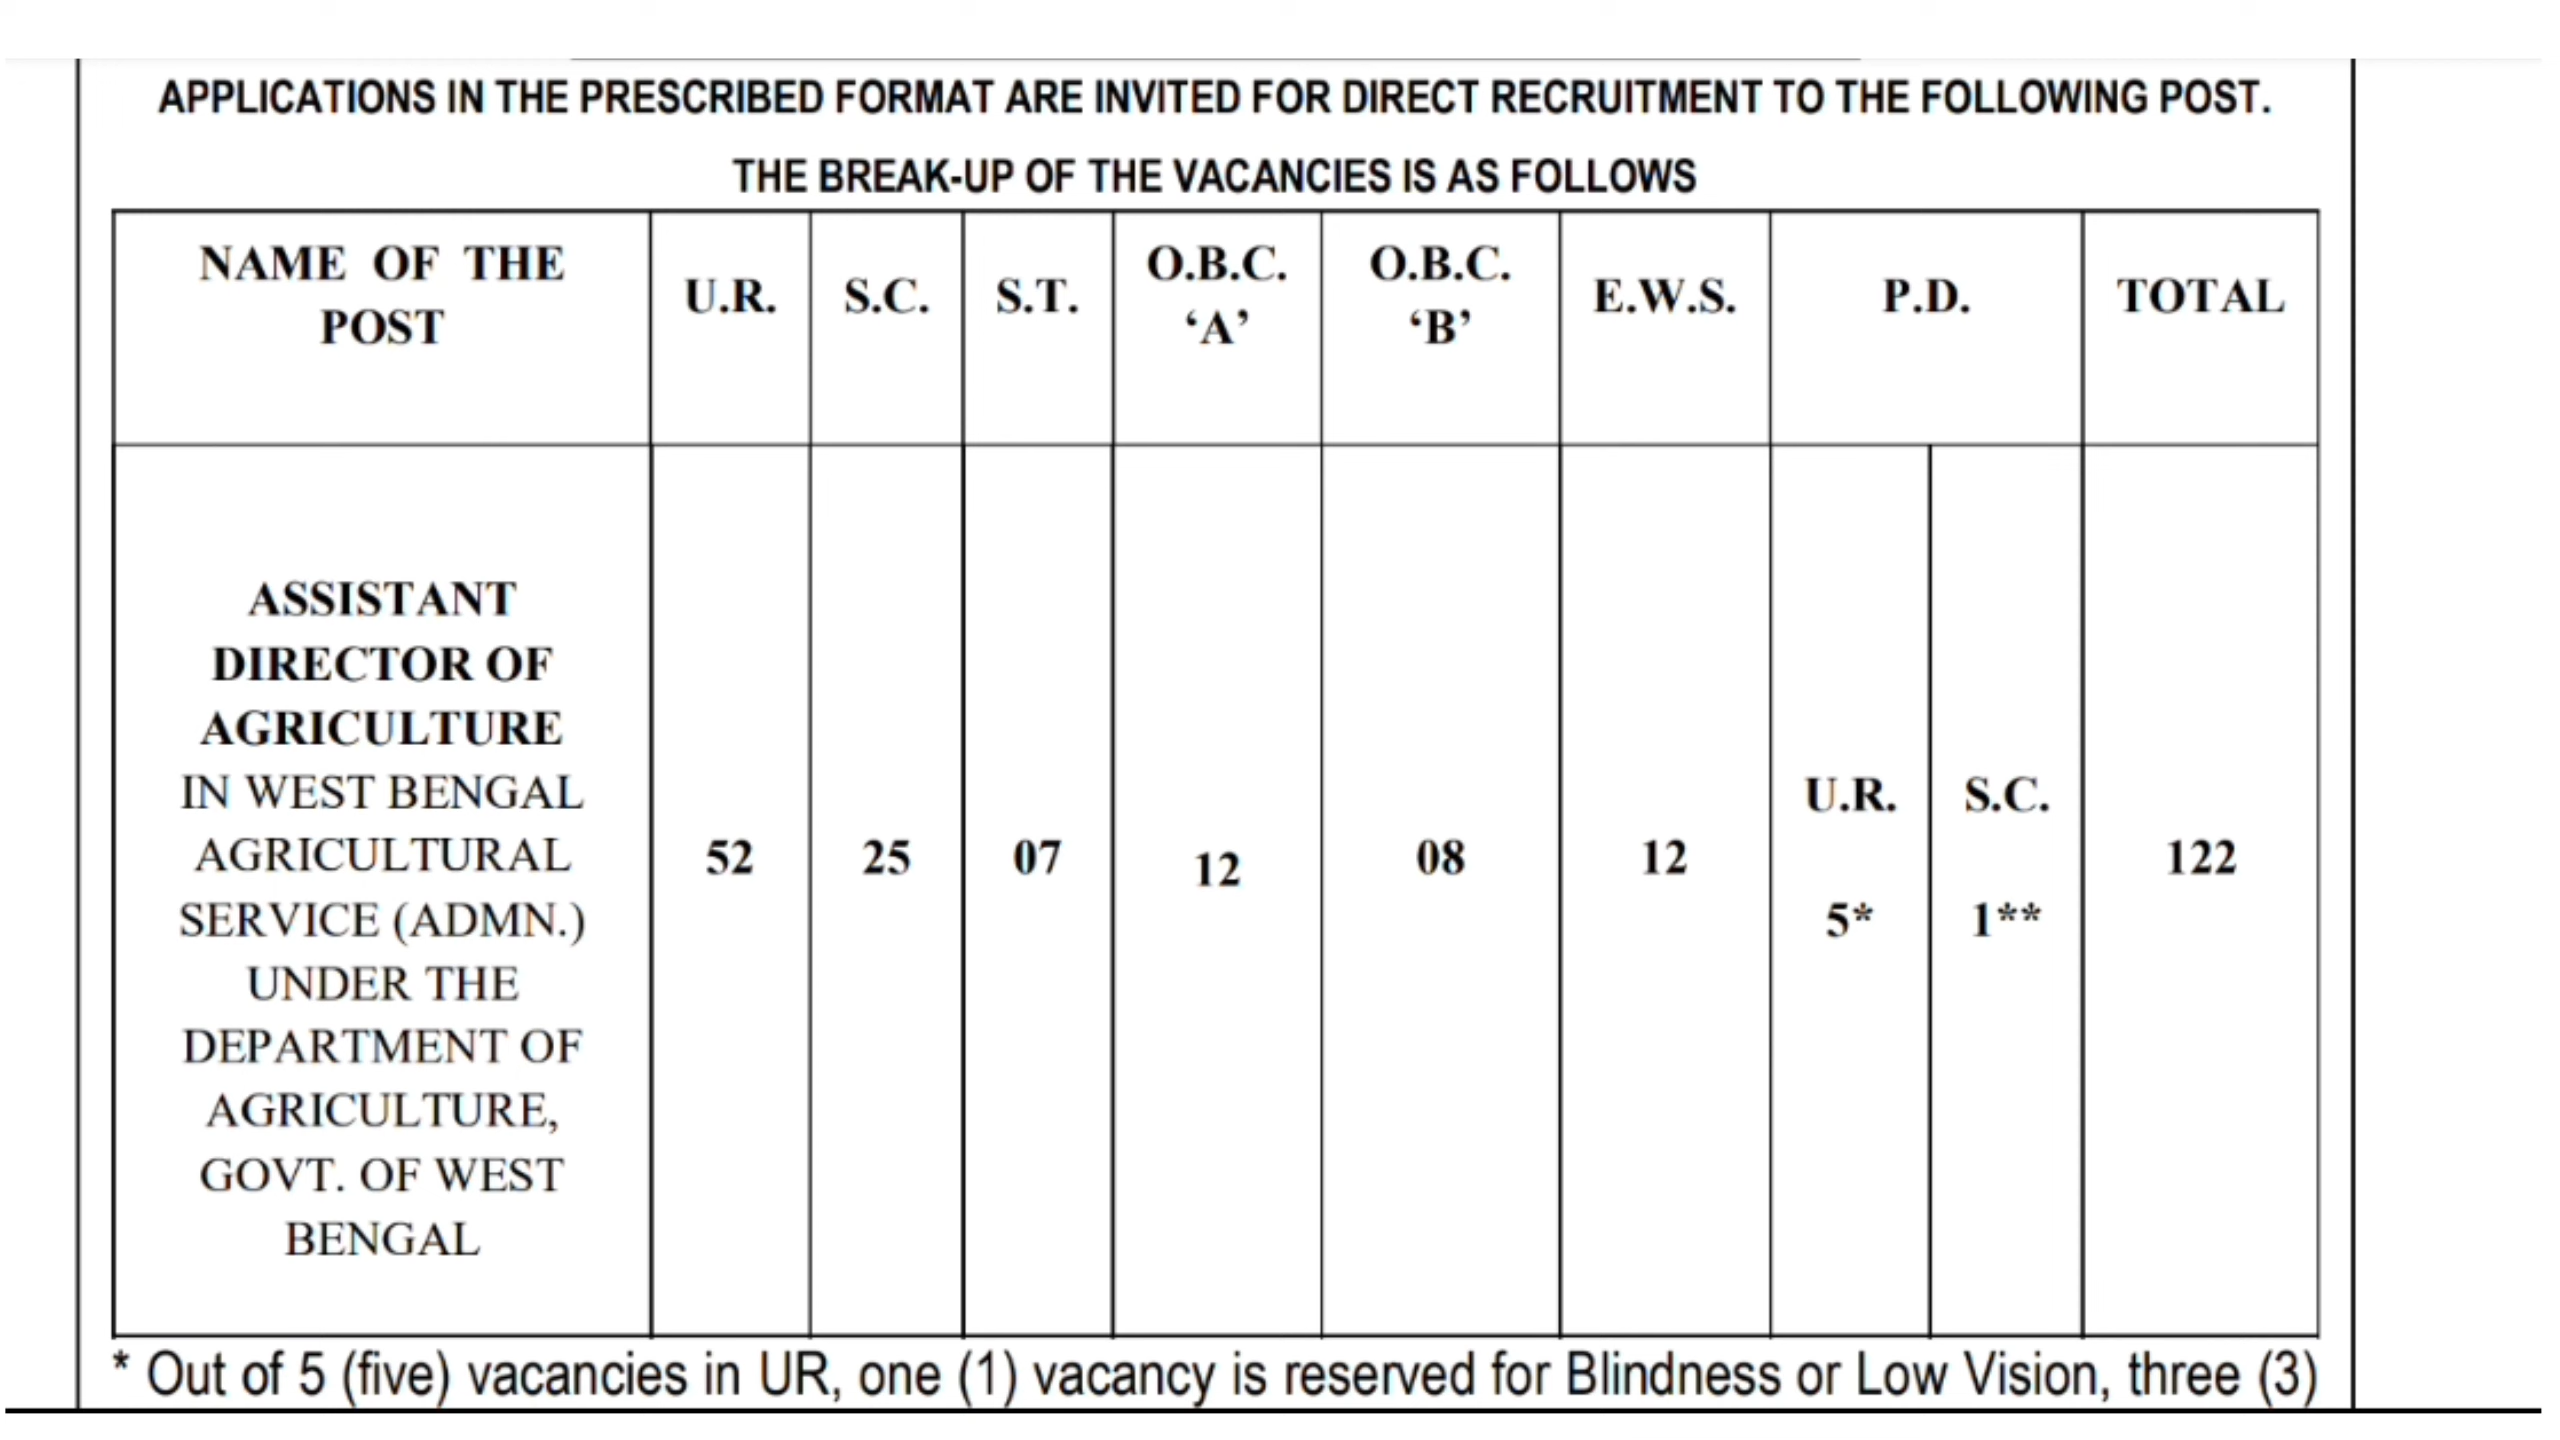 APPLICATIONS IN THE PRESCRIBED FORMAT ARE INVITED FOR DIRECT RECRUITMENT TO THE FOLLOWING POST.
THE BREAK-UP OF THE VACANCIES IS AS FOLLOWS
NAME OF THE
POST
U.R.
S.C.
S.T.
O.B.C.
‘A’
O.B.C.
‘B’
E.W.S.
P.D.
TOTAL
ASSISTANT
DIRECTOR OF
AGRICULTURE
IN WEST BENGAL
AGRICULTURAL
SERVICE (ADMN.)
UNDER THE
DEPARTMENT OF
AGRICULTURE,
GOVT. OF WEST
BENGAL
52
25
07
12
08
12
U.R.
5*
S.C.
1**
122
* Out of 5 (five) vacancies in UR, one (1) vacancy is reserved for Blindness or Low Vision, three (3)